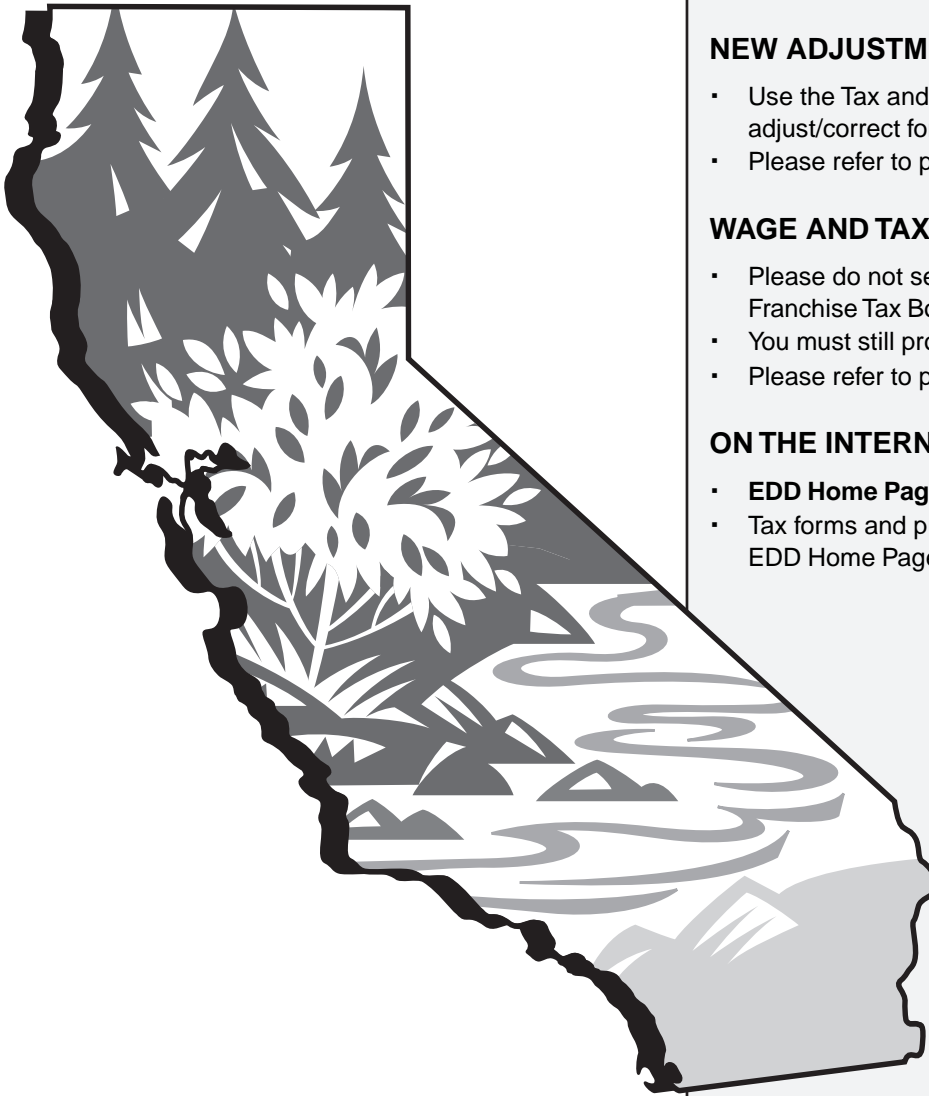 NEW ADJUSTM
· Use the Tax and
adjust/correct fo
· Please refer to p
WAGE AND TAX
· Please do not se
Franchise Tax Bo
· You must still pro
· Please refer to p
ON THE INTERN
· EDD Home Pag
· Tax forms and p
EDD Home Page